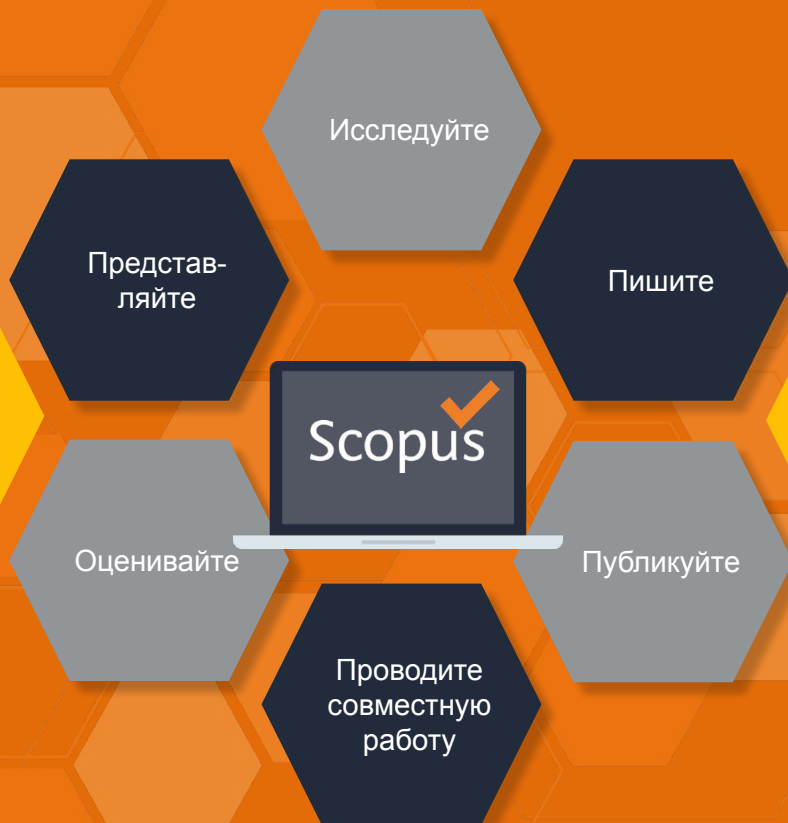 Исследуйте
Представ-
ляйте
Пишите
Scopus
Оценивайте
Публикуйте
Проводите
совместную
работу